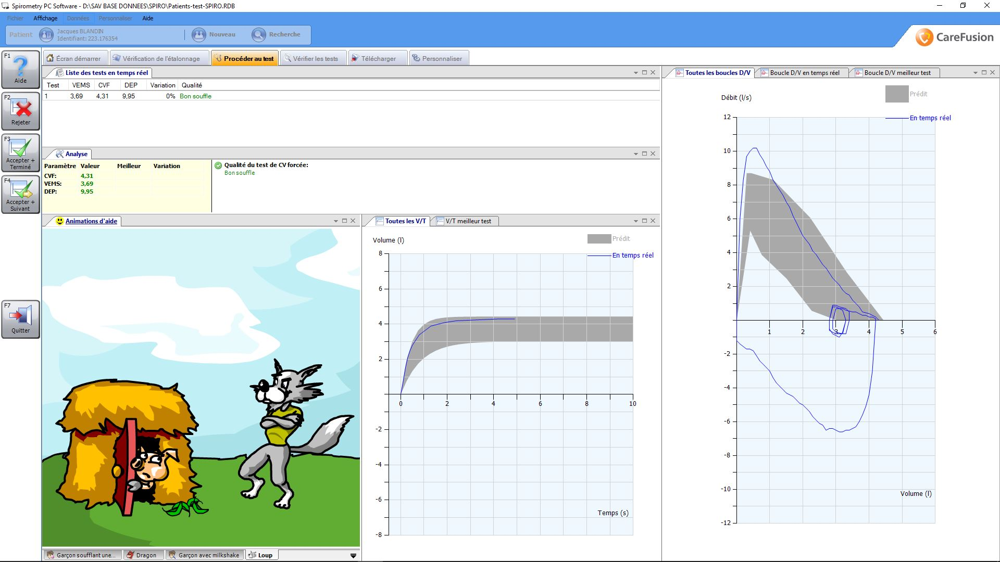 Spirometry PC Software - D:\SAV BASE DONNEES\SPIRO\Patients-test-SPIRO.RDB
Fichier Affichage Données Personnaliser Aide
Patient
Jacques BLANDIN
Identifiant: 223.176354
Nouveau
Recherche
CareFusion
F1
Aide
F2
Rejeter
F3
Accepter +
Terminé
F4
Accepter +
Suivant
F7
Quitter
Écran démarrer
Vérification de l'étalonnage
Procéder au test
Vérifier les tests
Télécharger
Personnaliser
Liste des tests en temps réel
Test VEMS CVF DEP Variation Qualité
1 3,69 4,31 9,95 0% Bon souffle
Analyse
Paramètre Valeur Meilleur Variation
CVF: 4,31
VEMS: 3,69
DEP: 9,95
Qualité du test de CV forcée:
Bon souffle
Animations d'aide
Garçon soufflant une...
Dragon
Garçon avec milkshake
Loup
Toutes les V/T
V/T meilleur test
Volume (l)
Prédit
En temps réel
8
6
4
2
-2
-4
-6
-8
0 2 4 6 8 10
Temps (s)
Toutes les boucles D/V
Boucle D/V en temps réel
Boucle D/V meilleur test
Débit (l/s)
Prédit
En temps réel
12
10
8
6
4
2
1 2 3 4 5 6
-2
-4
-6
-8
-10
-12
Volume (l)